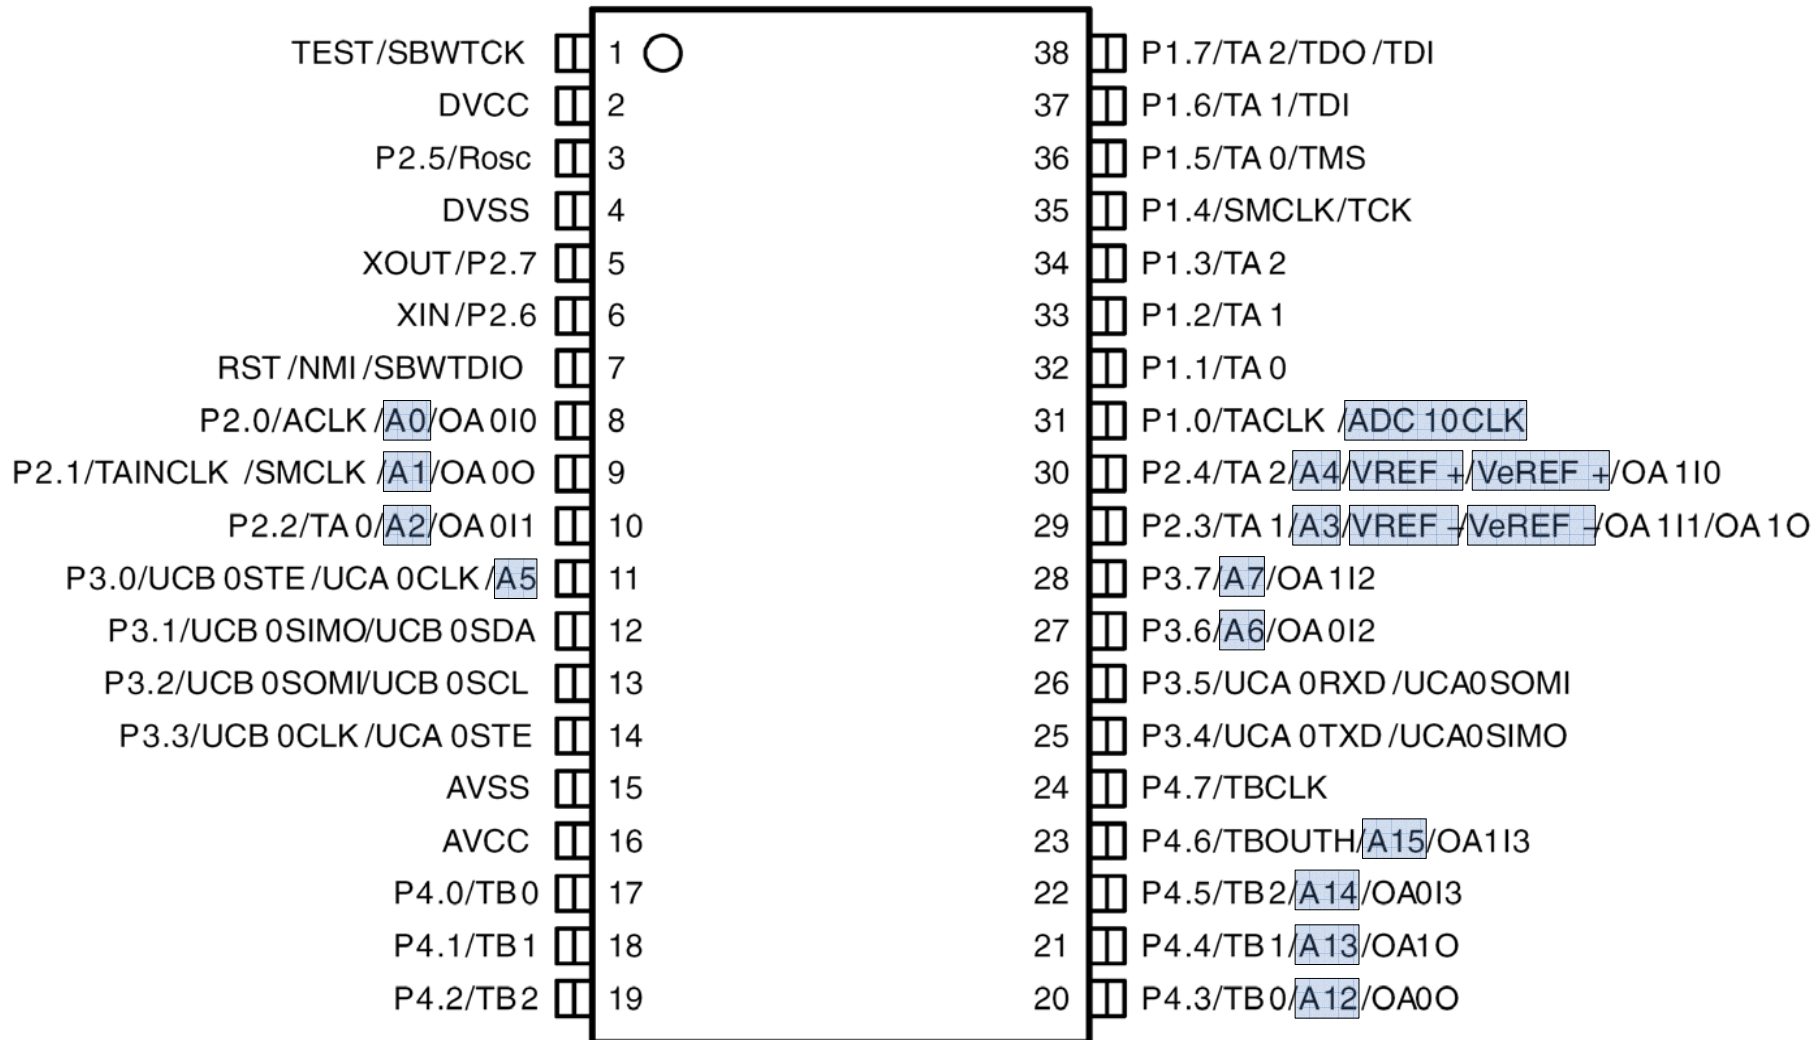 TEST/SBWTCK 1 38 P1.7/TA2/TDO/TDI
DVCC 2 37 P1.6/TA1/TDI
P2.5/Rosc 3 36 P1.5/TA0/TMS
DVSS 4 35 P1.4/SMCLK/TCK
XOUT/P2.7 5 34 P1.3/TA2
XIN/P2.6 6 33 P1.2/TA1
RST/NMI/SBWTDIO 7 32 P1.1/TA0
P2.0/ACLK/A0/OA0I0 8 31 P1.0/TACLK/ADC10CLK
P2.1/TAINCLK/SMCLK/A1/OA0O 9 30 P2.4/TA2/A4/VREF+/VeREF+/OA1I0
P2.2/TA0/A2/OA0I1 10 29 P2.3/TA1/A3/VREF−/VeREF−/OA1I1/OA1O
P3.0/UCB0STE/UCA0CLK/A5 11 28 P3.7/A7/OA1I2
P3.1/UCB0SIMO/UCB0SDA 12 27 P3.6/A6/OA0I2
P3.2/UCB0SOMI/UCB0SCL 13 26 P3.5/UCA0RXD/UCA0SOMI
P3.3/UCB0CLK/UCA0STE 14 25 P3.4/UCA0TXD/UCA0SIMO
AVSS 15 24 P4.7/TBCLK
AVCC 16 23 P4.6/TBOUTH/A15/OA1I3
P4.0/TB0 17 22 P4.5/TB2/A14/OA0I3
P4.1/TB1 18 21 P4.4/TB1/A13/OA1O
P4.2/TB2 19 20 P4.3/TB0/A12/OA0O